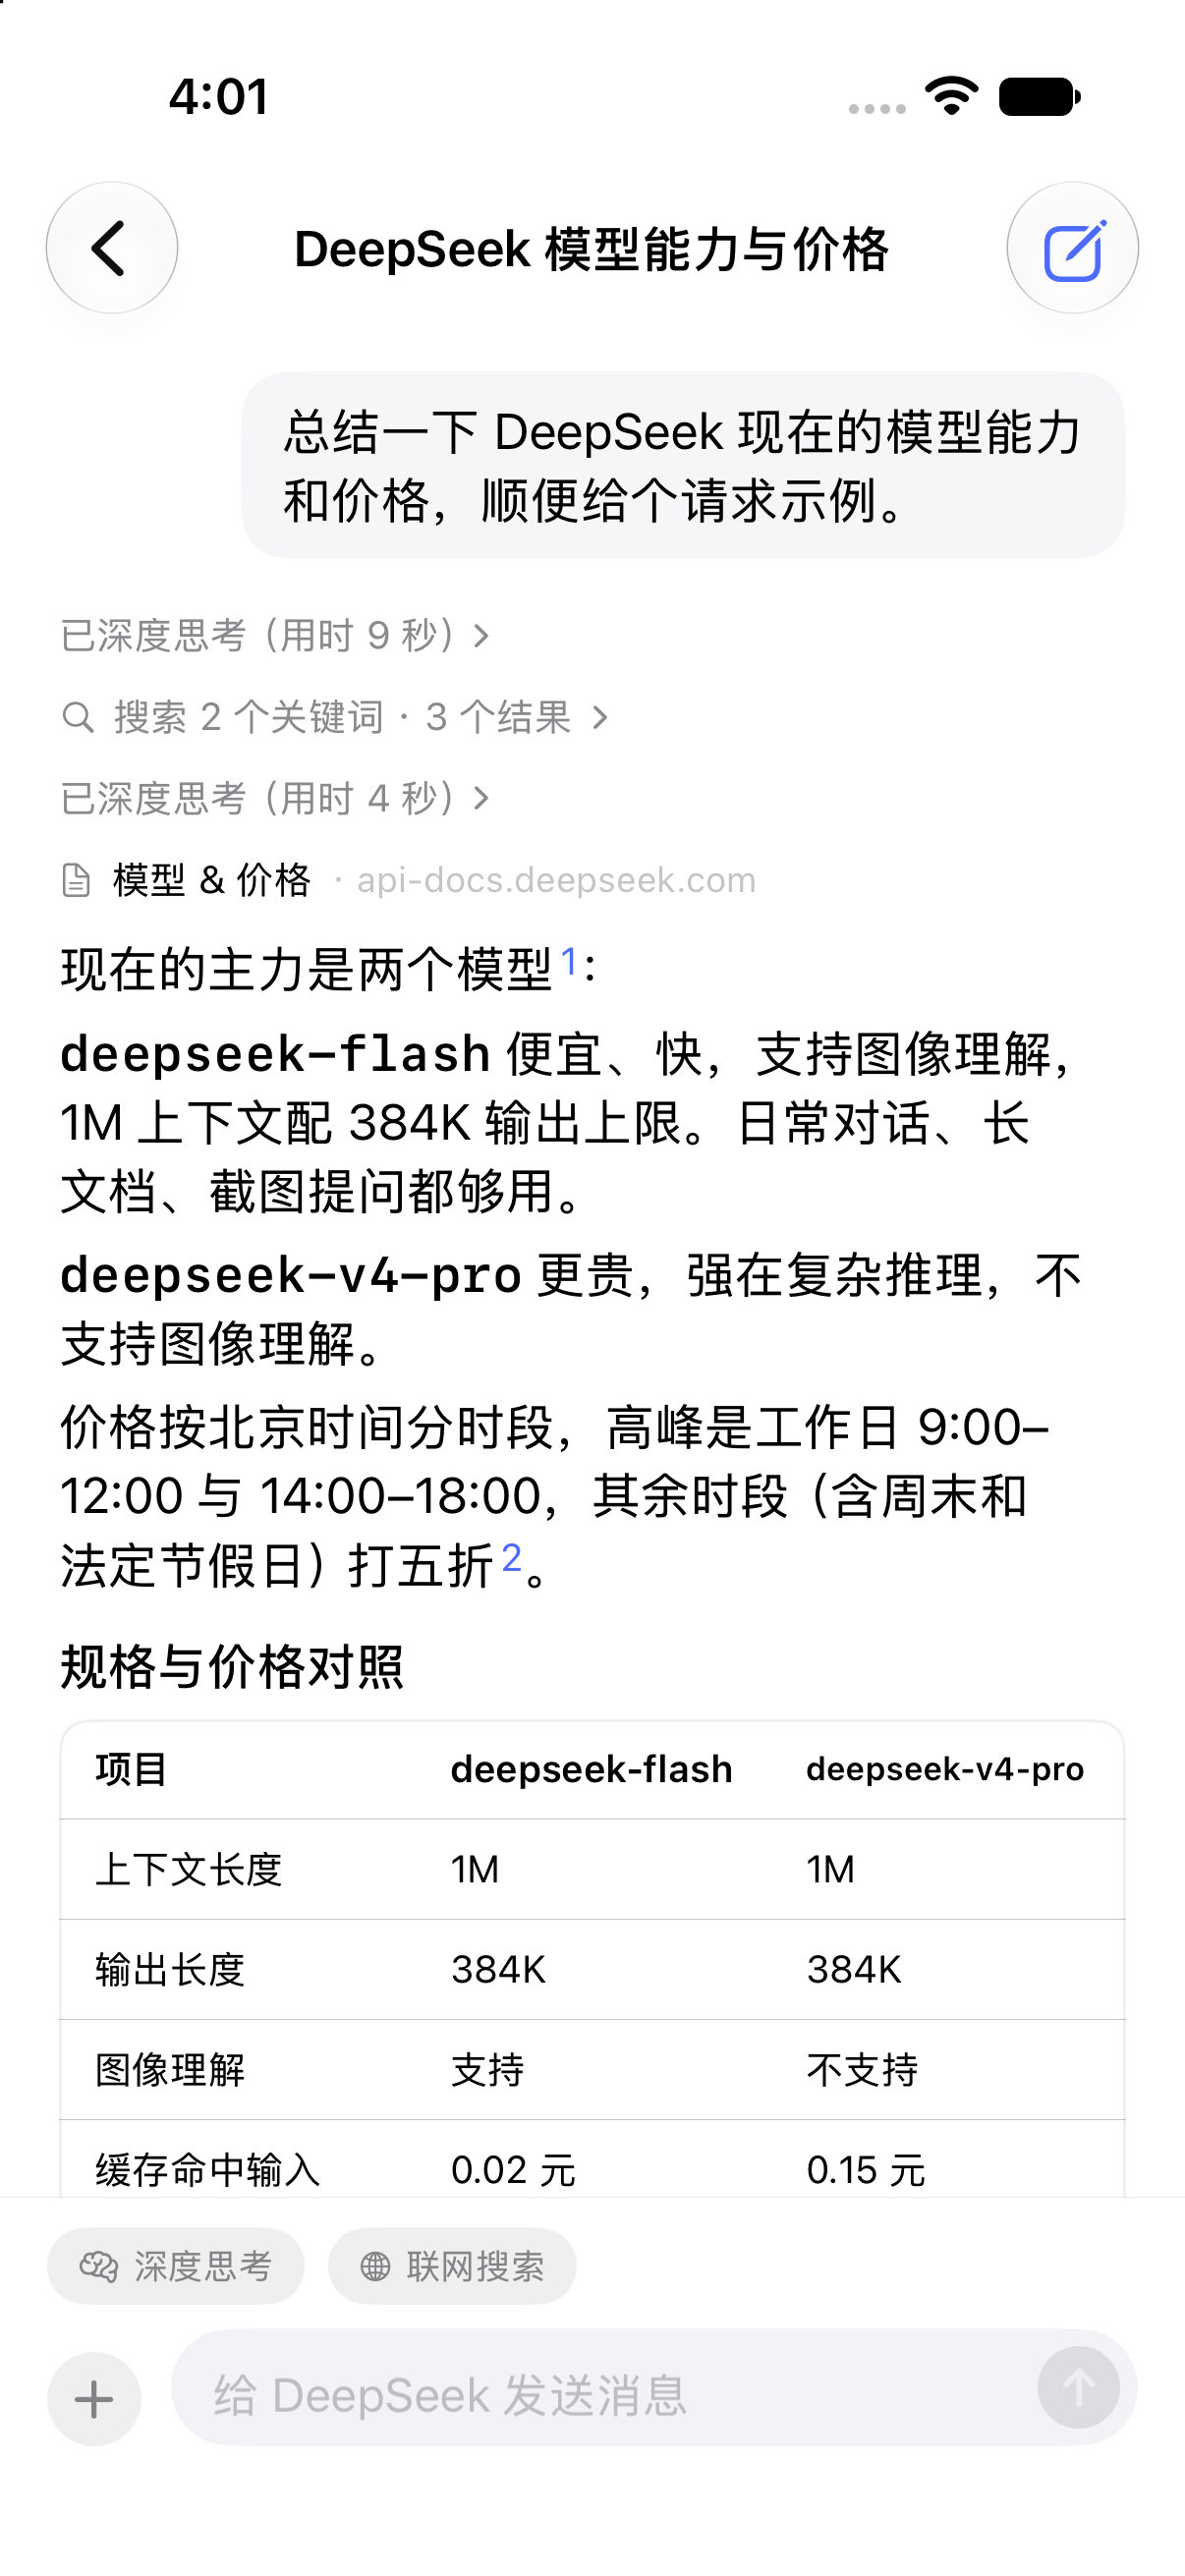 4:01
DeepSeek 模型能力与价格
总结一下 DeepSeek 现在的模型能力
和价格，顺便给个请求示例。
已深度思考（用时 9 秒）
搜索 2 个关键词 · 3 个结果
已深度思考（用时 4 秒）
模型 & 价格 · api-docs.deepseek.com
现在的主力是两个模型1：
deepseek-flash 便宜、快，支持图像理解，
1M 上下文配 384K 输出上限。日常对话、长
文档、截图提问都够用。
deepseek-v4-pro 更贵，强在复杂推理，不
支持图像理解。
价格按北京时间分时段，高峰是工作日 9:00–
12:00 与 14:00–18:00，其余时段（含周末和
法定节假日）打五折2。
规格与价格对照
项目 deepseek-flash deepseek-v4-pro
上下文长度 1M 1M
输出长度 384K 384K
图像理解 支持 不支持
缓存命中输入 0.02 元 0.15 元
深度思考 联网搜索
给 DeepSeek 发送消息